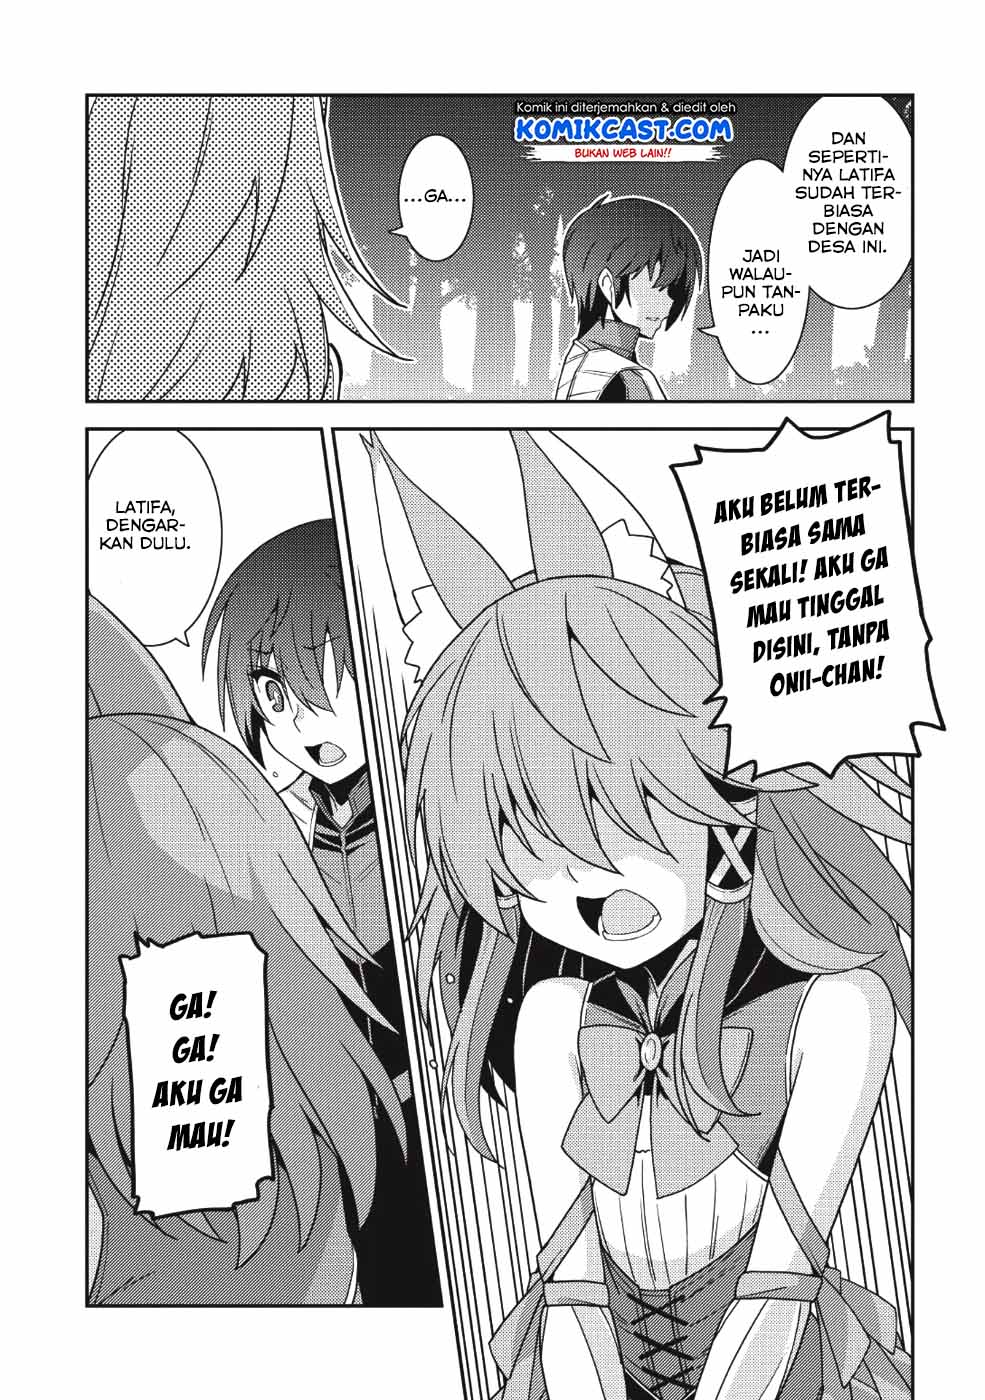 Komik ini diterjemahkan & diedit oleh
KOMIKCAST.COM
BUKAN WEB LAIN!!
DAN
SEPERTI-
NYA LATIFA
SUDAH TER-
BIASA
DENGAN
DESA INI.
JADI
WALAU-
PUN TAN-
PAKU
...
...GA...
AKU BELUM TER-
BIASA SAMA
SEKALI! AKU GA
MAU TINGGAL
DISINI, TANPA
ONII-CHAN!
LATIFA,
DENGAR-
KAN DULU.
GA!
GA!
AKU GA
MAU!